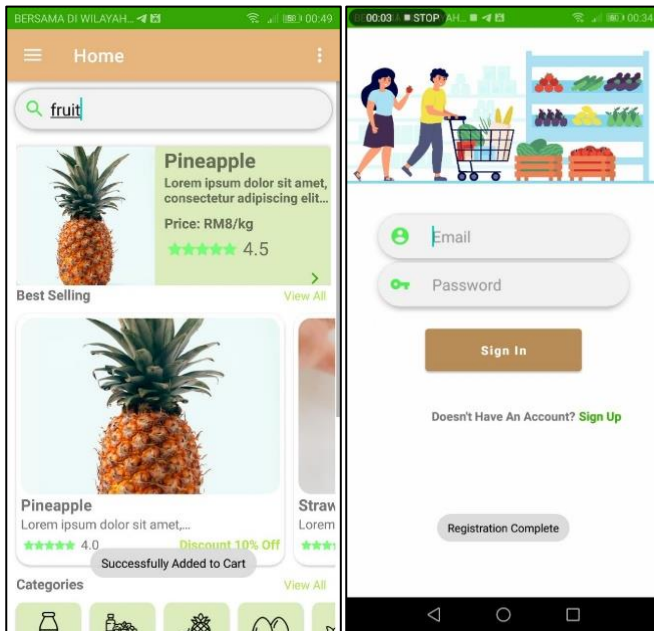 BERSAMA DI WILAYAH... 00:49
Home
fruit
Pineapple
Lorem ipsum dolor sit amet,
consectetur adipiscing elit...
Price: RM8/kg
4.5
Best Selling
View All
Pineapple
Lorem ipsum dolor sit amet,...
4.0
Discount 10% Off
Straw
Lorem
Successfully Added to Cart
Categories
View All
00:03 STOP AH... 00:34
Email
Password
Sign In
Doesn't Have An Account? Sign Up
Registration Complete